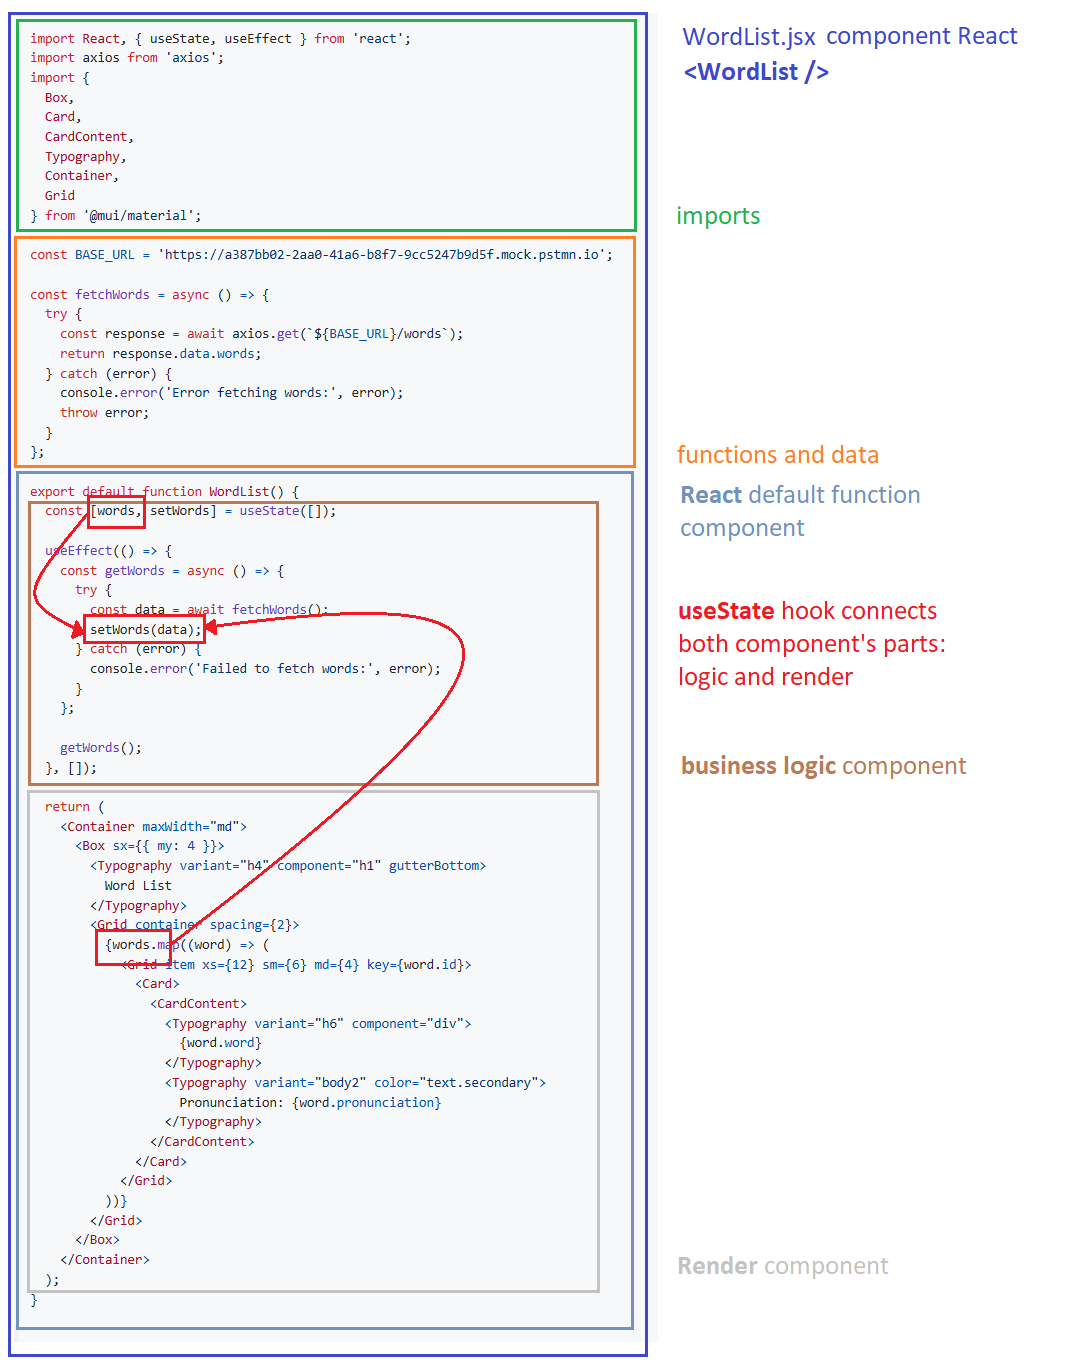 import React, { useState, useEffect } from 'react';
import axios from 'axios';
import {
  Box,
  Card,
  CardContent,
  Typography,
  Container,
  Grid
} from '@mui/material';
const BASE_URL = 'https://a387bb02-2aa0-41a6-b8f7-9cc5247b9d5f.mock.pstmn.io';
const fetchWords = async () => {
  try {
    const response = await axios.get(`${BASE_URL}/words`);
    return response.data.words;
  } catch (error) {
    console.error('Error fetching words:', error);
    throw error;
  }
};
export default function WordList() {
  const [words, setWords] = useState([]);
  useEffect(() => {
    const getWords = async () => {
      try {
        const data = await fetchWords();
        setWords(data);
      } catch (error) {
        console.error('Failed to fetch words:', error);
      }
    };
    getWords();
  }, []);
  return (
    <Container maxWidth="md">
      <Box sx={{ my: 4 }}>
        <Typography variant="h4" component="h1" gutterBottom>
          Word List
        </Typography>
        <Grid container spacing={2}>
          {words.map((word) => (
            <Grid item xs={12} sm={6} md={4} key={word.id}>
              <Card>
                <CardContent>
                  <Typography variant="h6" component="div">
                    {word.word}
                  </Typography>
                  <Typography variant="body2" color="text.secondary">
                    Pronunciation: {word.pronunciation}
                  </Typography>
                </CardContent>
              </Card>
            </Grid>
          ))}
        </Grid>
      </Box>
    </Container>
  );
}
WordList.jsx component React
<WordList />
imports
functions and data
React default function
component
useState hook connects
both component's parts:
logic and render
business logic component
Render component